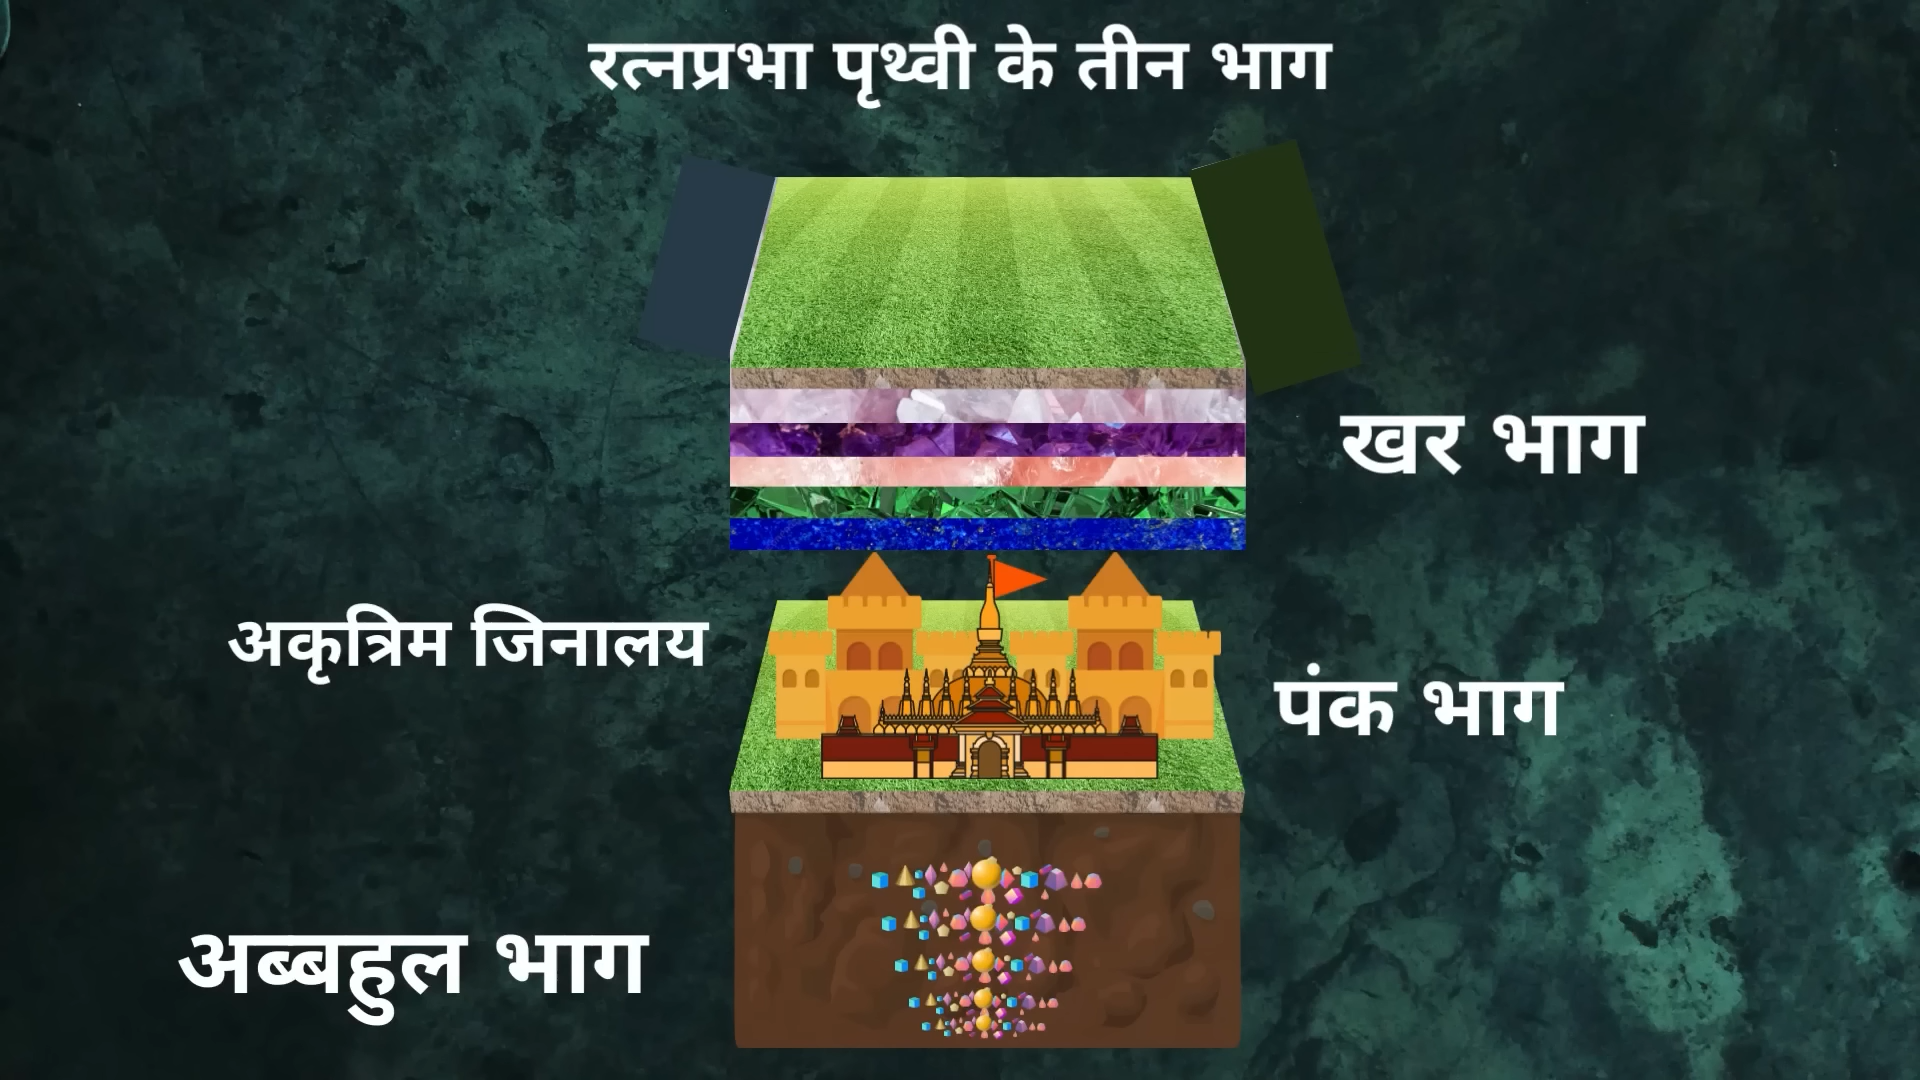 रत्नप्रभा पृथ्वी के तीन भाग
खर भाग
अकृत्रिम जिनालय
पंक भाग
अब्बहुल भाग